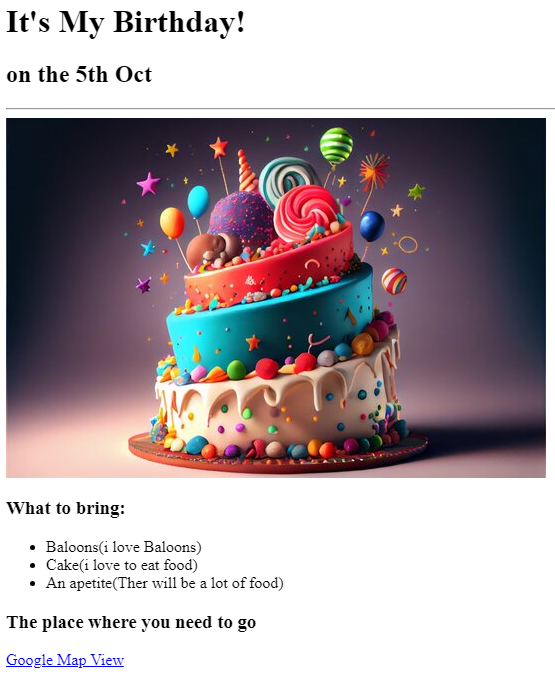 It's My Birthday!
on the 5th Oct
What to bring:
Baloons(i love Baloons)
Cake(i love to eat food)
An apetite(Ther will be a lot of food)
The place where you need to go
Google Map View